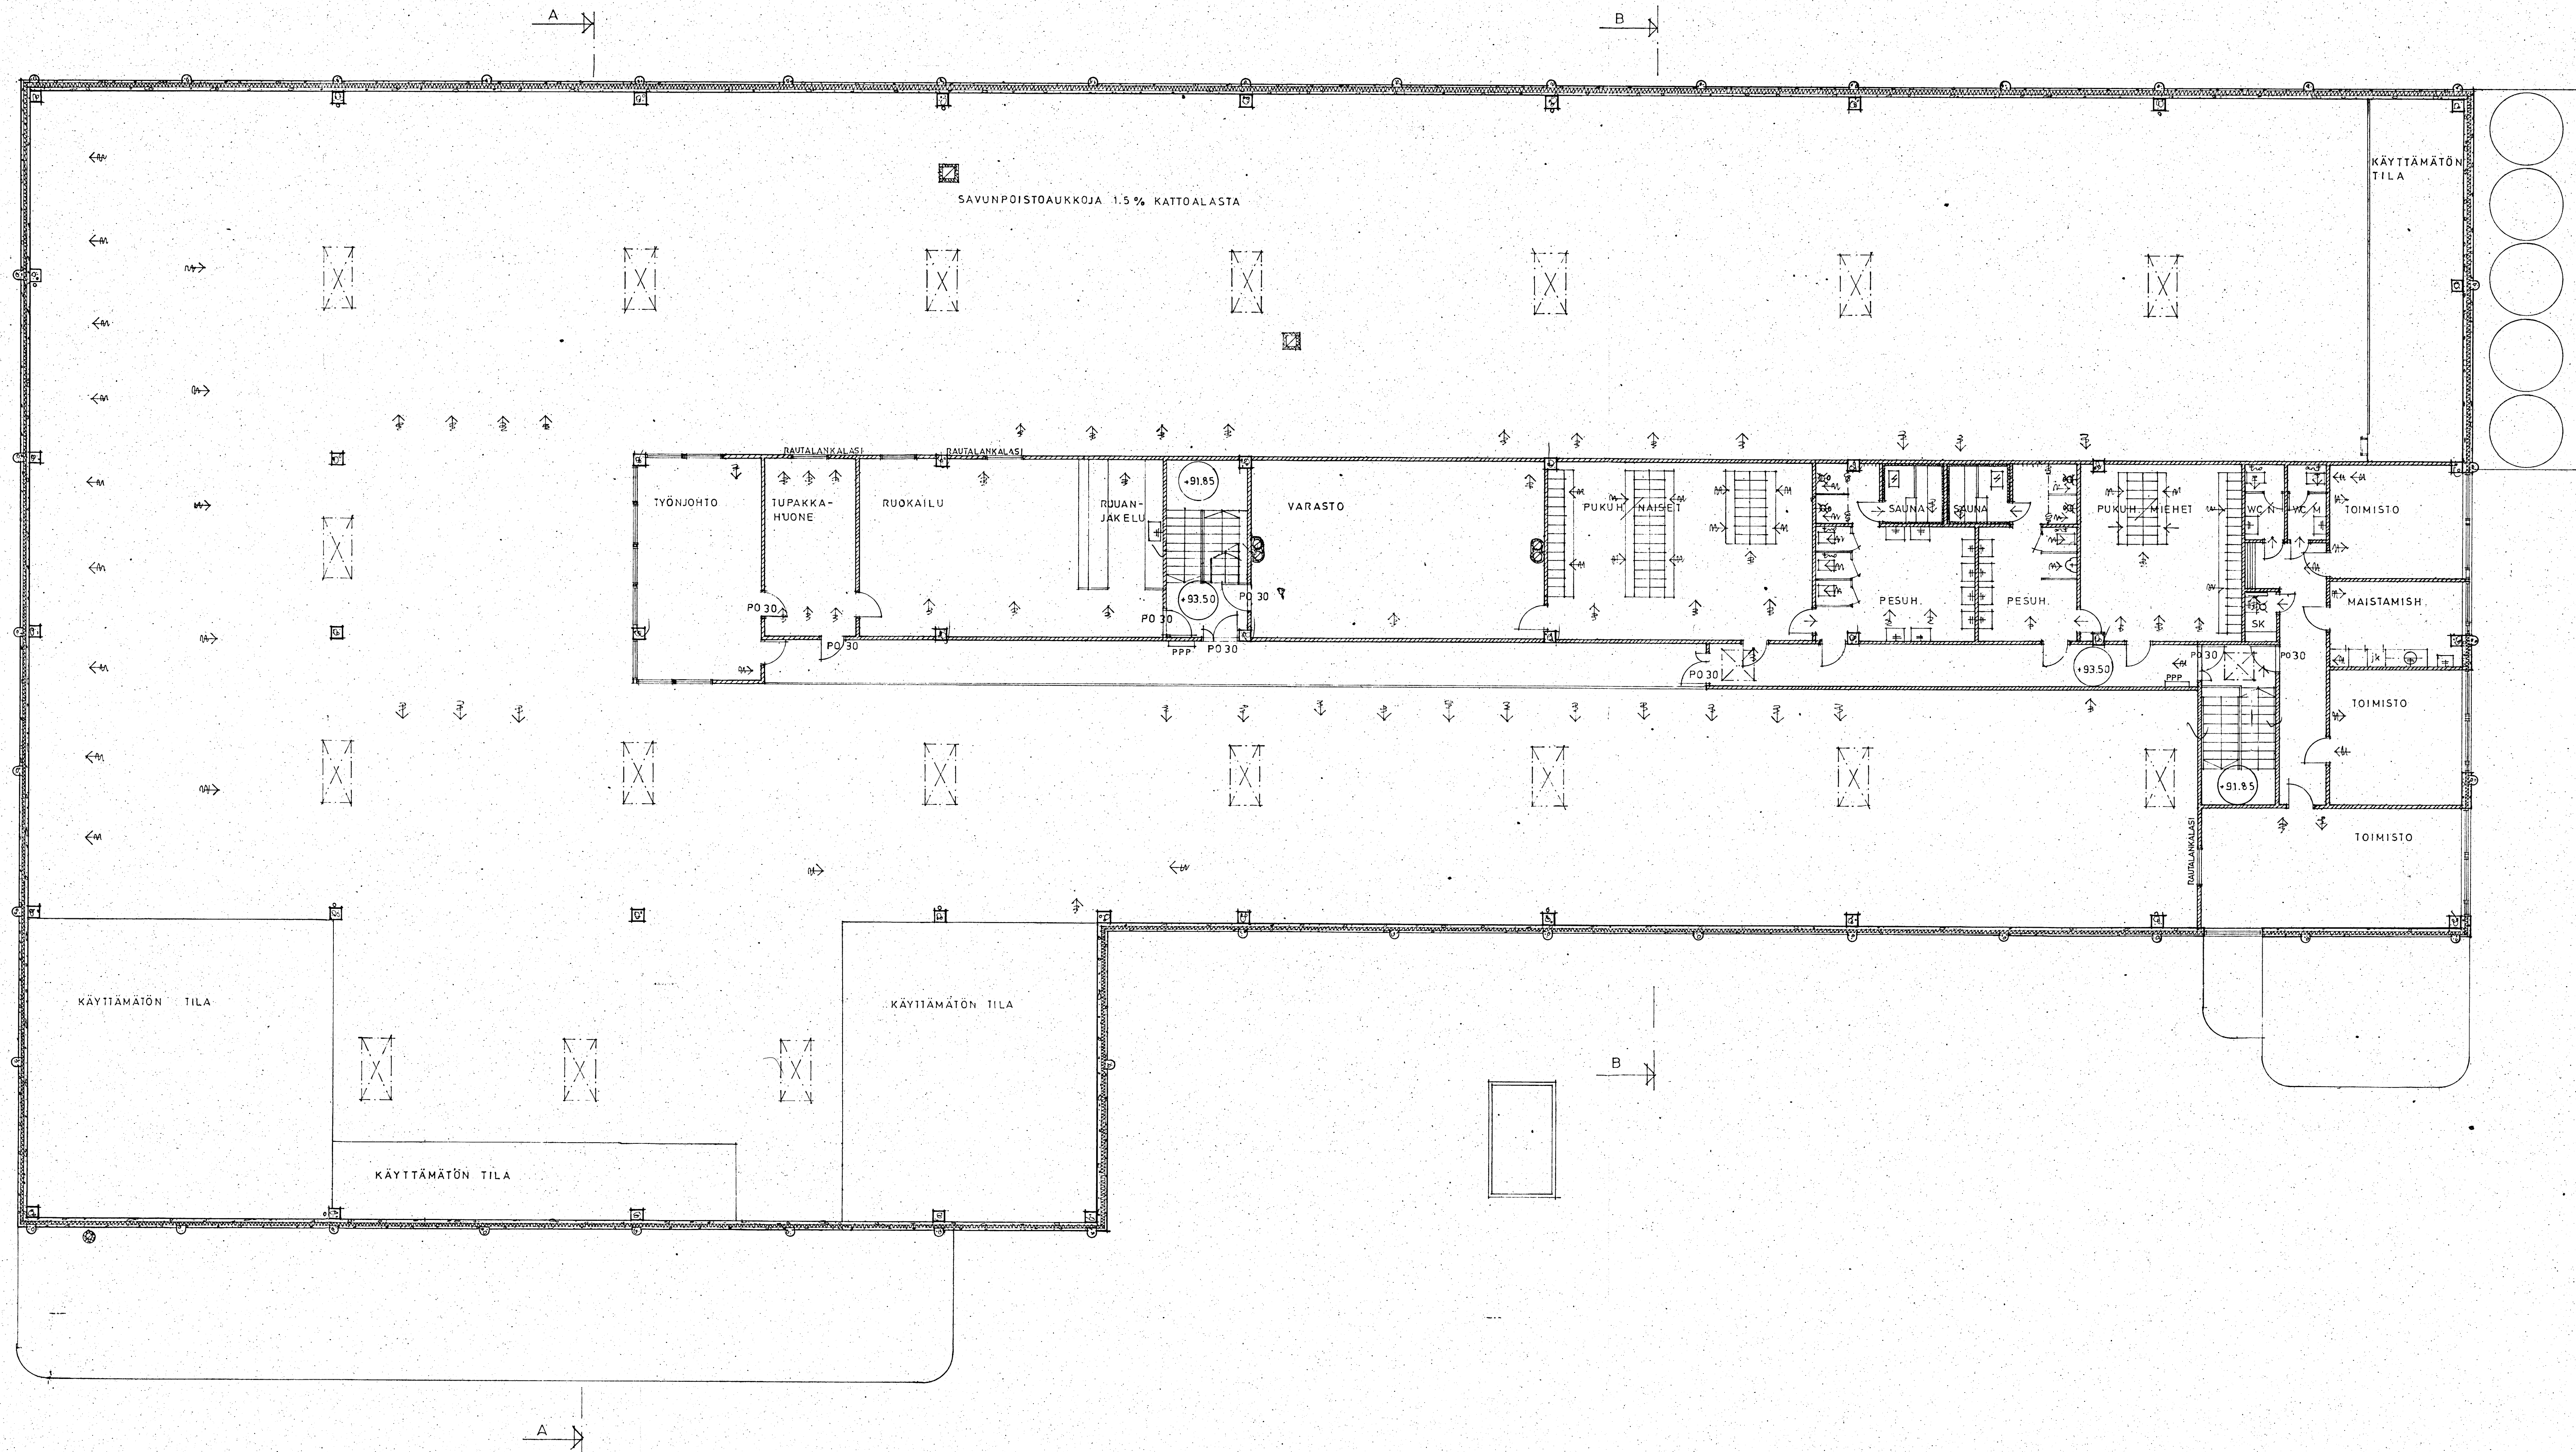 A
B
KÄYTTÄMÄTÖN
TILA
SAVUNPOISTOAUKKOJA 1.5 % KATTOALASTA
RAUTALANKALASI
RAUTALANKALASI
TYÖNJOHTO
TUPAKKA-
HUONE
RUOKAILU
RUUAN-
JAKELU
+91.85
VARASTO
PUKUH. NAISET
SAUNA
SAUNA
PUKUH. MIEHET
WC N
WC M
TOIMISTO
PO 30
PO 30
+93.50
PO 30
PESUH.
PESUH.
MAISTAMISH.
SK
PO 30
PPP
PO 30
PO 30
+93.50
PPP
PO 30
PO 30
jk
TOIMISTO
+91.85
RAUTALANKALASI
TOIMISTO
KÄYTTÄMÄTÖN TILA
KÄYTTÄMÄTÖN TILA
B
KÄYTTÄMÄTÖN TILA
A